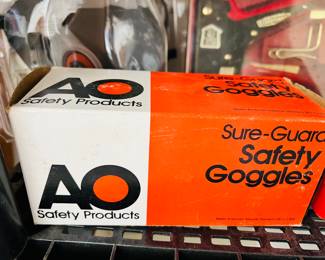 AO
Safety Products
Sure-Guard
Safety
Goggles
AO
Safety Products
Sure-Guard
Safety
Goggles